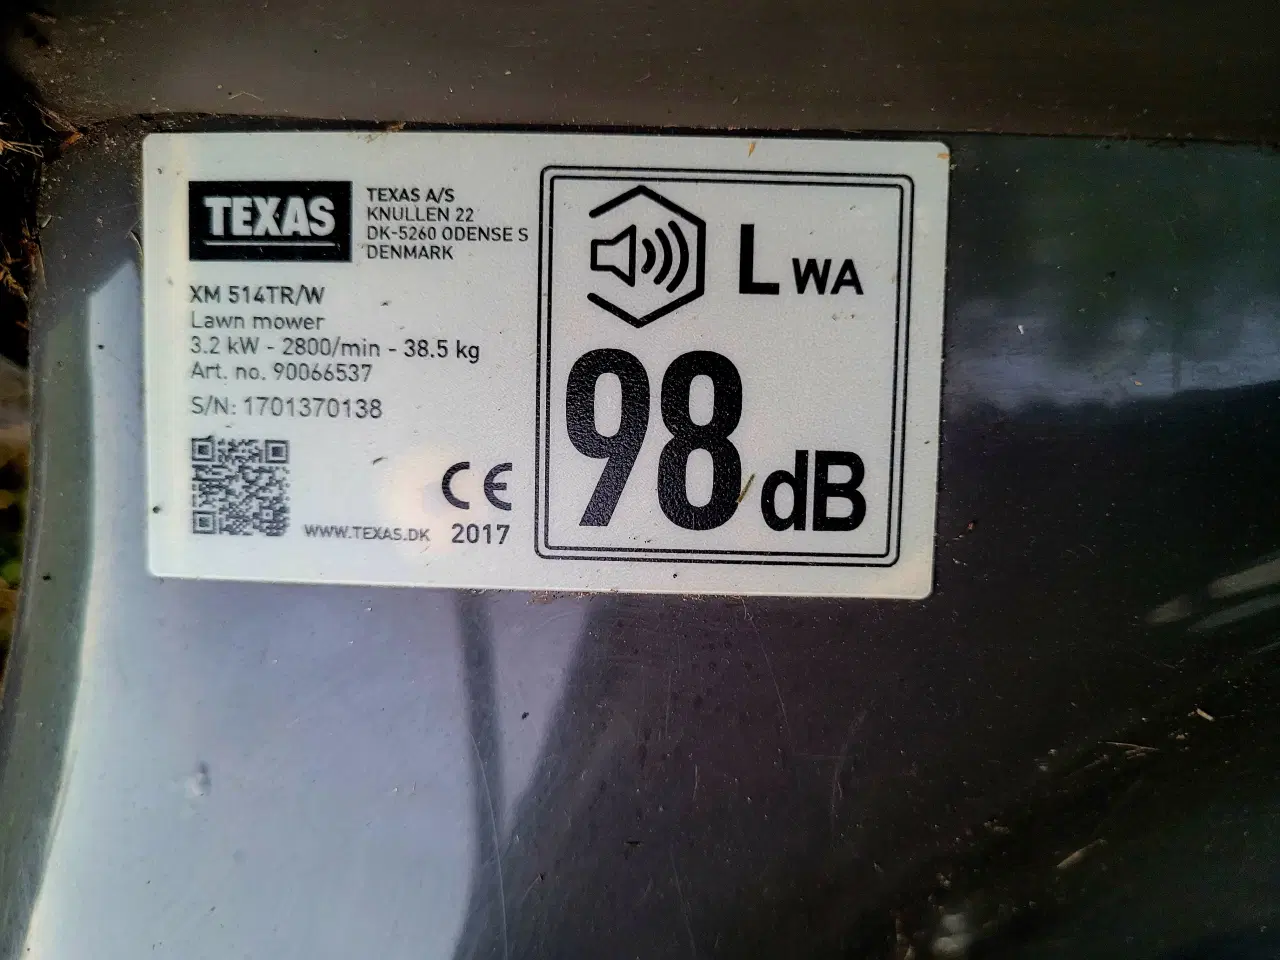 TEXAS
TEXAS A/S
KNULLEN 22
DK-5260 ODENSE S
DENMARK
XM 514TR/W
Lawn mower
3.2 kW - 2800/min - 38.5 kg
Art. no. 90066537
S/N: 1701370138
WWW.TEXAS.DK
CE
2017
LWA
98 dB